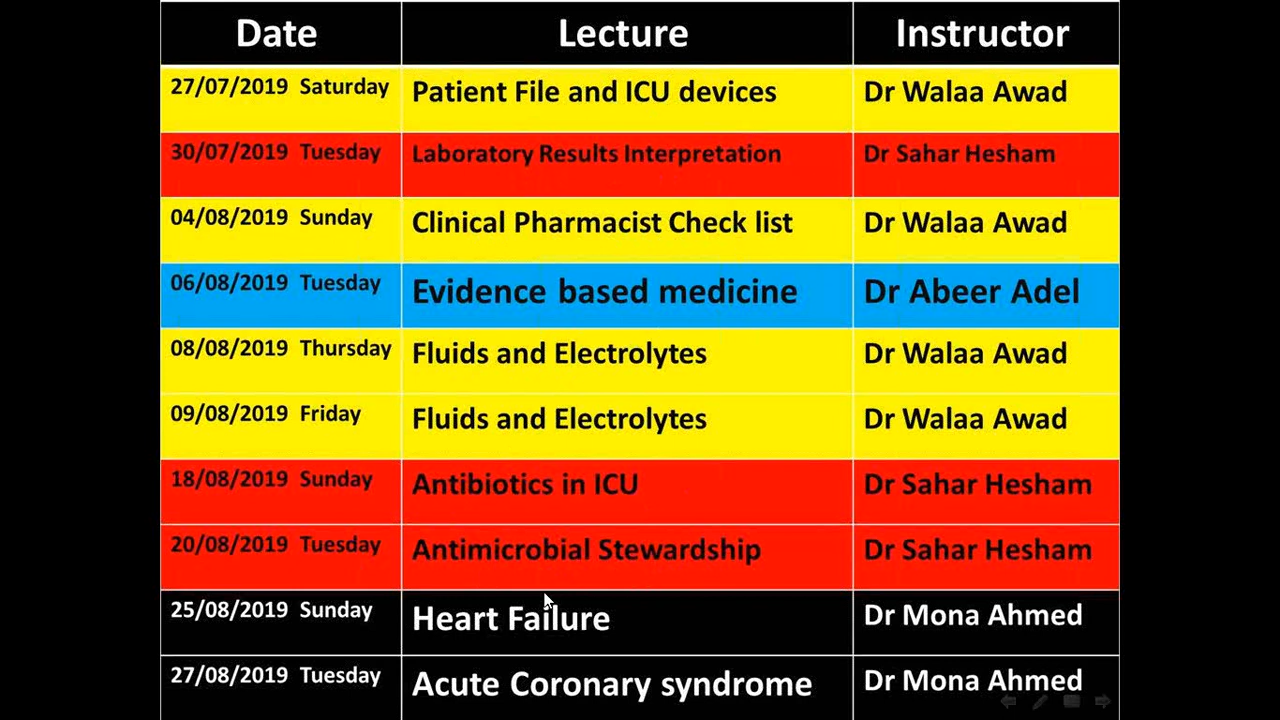 Date Lecture Instructor
27/07/2019 Saturday Patient File and ICU devices Dr Walaa Awad
30/07/2019 Tuesday Laboratory Results Interpretation Dr Sahar Hesham
04/08/2019 Sunday Clinical Pharmacist Check list Dr Walaa Awad
06/08/2019 Tuesday Evidence based medicine Dr Abeer Adel
08/08/2019 Thursday Fluids and Electrolytes Dr Walaa Awad
09/08/2019 Friday Fluids and Electrolytes Dr Walaa Awad
18/08/2019 Sunday Antibiotics in ICU Dr Sahar Hesham
20/08/2019 Tuesday Antimicrobial Stewardship Dr Sahar Hesham
25/08/2019 Sunday Heart Failure Dr Mona Ahmed
27/08/2019 Tuesday Acute Coronary syndrome Dr Mona Ahmed